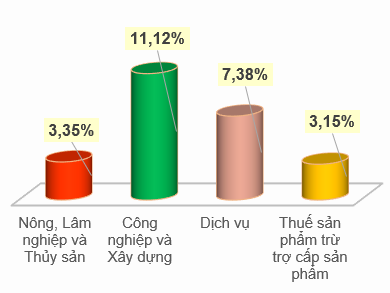 11,12%
7,38%
3,35%
3,15%
Nông, Lâm
nghiệp và
Thủy sản
Công
nghiệp và
Xây dựng
Dịch vụ
Thuế sản
phẩm trừ
trợ cấp sản
phẩm